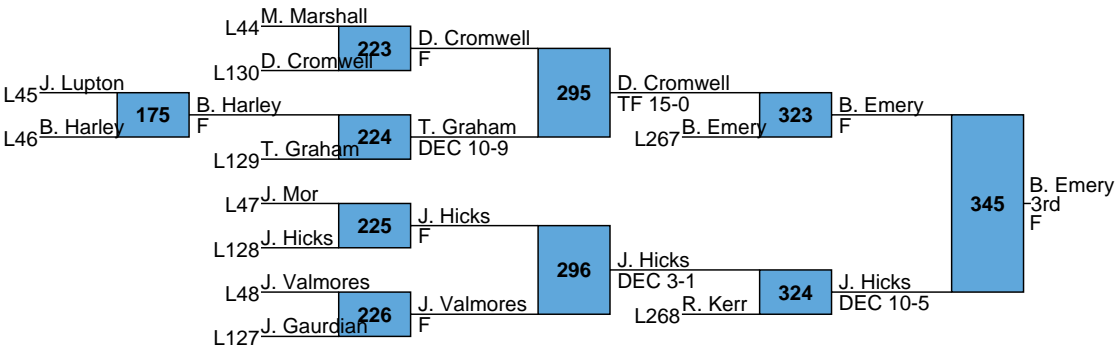 M. Marshall
L44
223
D. Cromwell
F
D. Cromwell
L130
J. Lupton
L45
175
B. Harley
F
B. Harley
L46
224
T. Graham
DEC 10-9
T. Graham
L129
295
D. Cromwell
TF 15-0
B. Emery
L267
323
B. Emery
F
J. Mor
L47
225
J. Hicks
F
J. Hicks
L128
J. Valmores
L48
226
J. Valmores
F
J. Gaurdian
L127
296
J. Hicks
DEC 3-1
R. Kerr
L268
324
J. Hicks
DEC 10-5
345
B. Emery
3rd
F